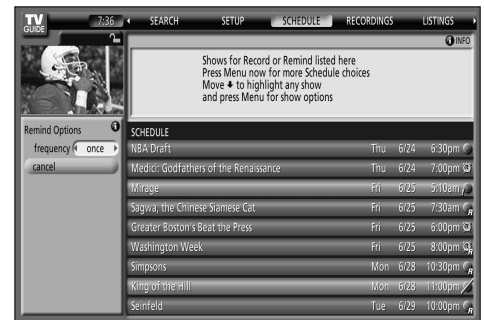 TV GUIDE 7:36 SEARCH SETUP SCHEDULE RECORDINGS LISTINGS
INFO
Shows for Record or Remind listed here
Press Menu now for more Schedule choices
Move to highlight any show
and press Menu for show options
Remind Options
frequency once
cancel
SCHEDULE
NBA Draft Thu 6/24 6:30pm
Medici: Godfathers of the Renaissance Thu 6/24 7:00pm
Mirage Fri 6/25 5:10am
Sagwa, the Chinese Siamese Cat Fri 6/25 7:30am R
Greater Boston's Beat the Press Fri 6/25 6:00pm
Washington Week Fri 6/25 8:00pm R
Simpsons Mon 6/28 10:30pm R
King of the Hill Mon 6/28 11:00pm
Seinfeld Tue 6/29 10:00pm R